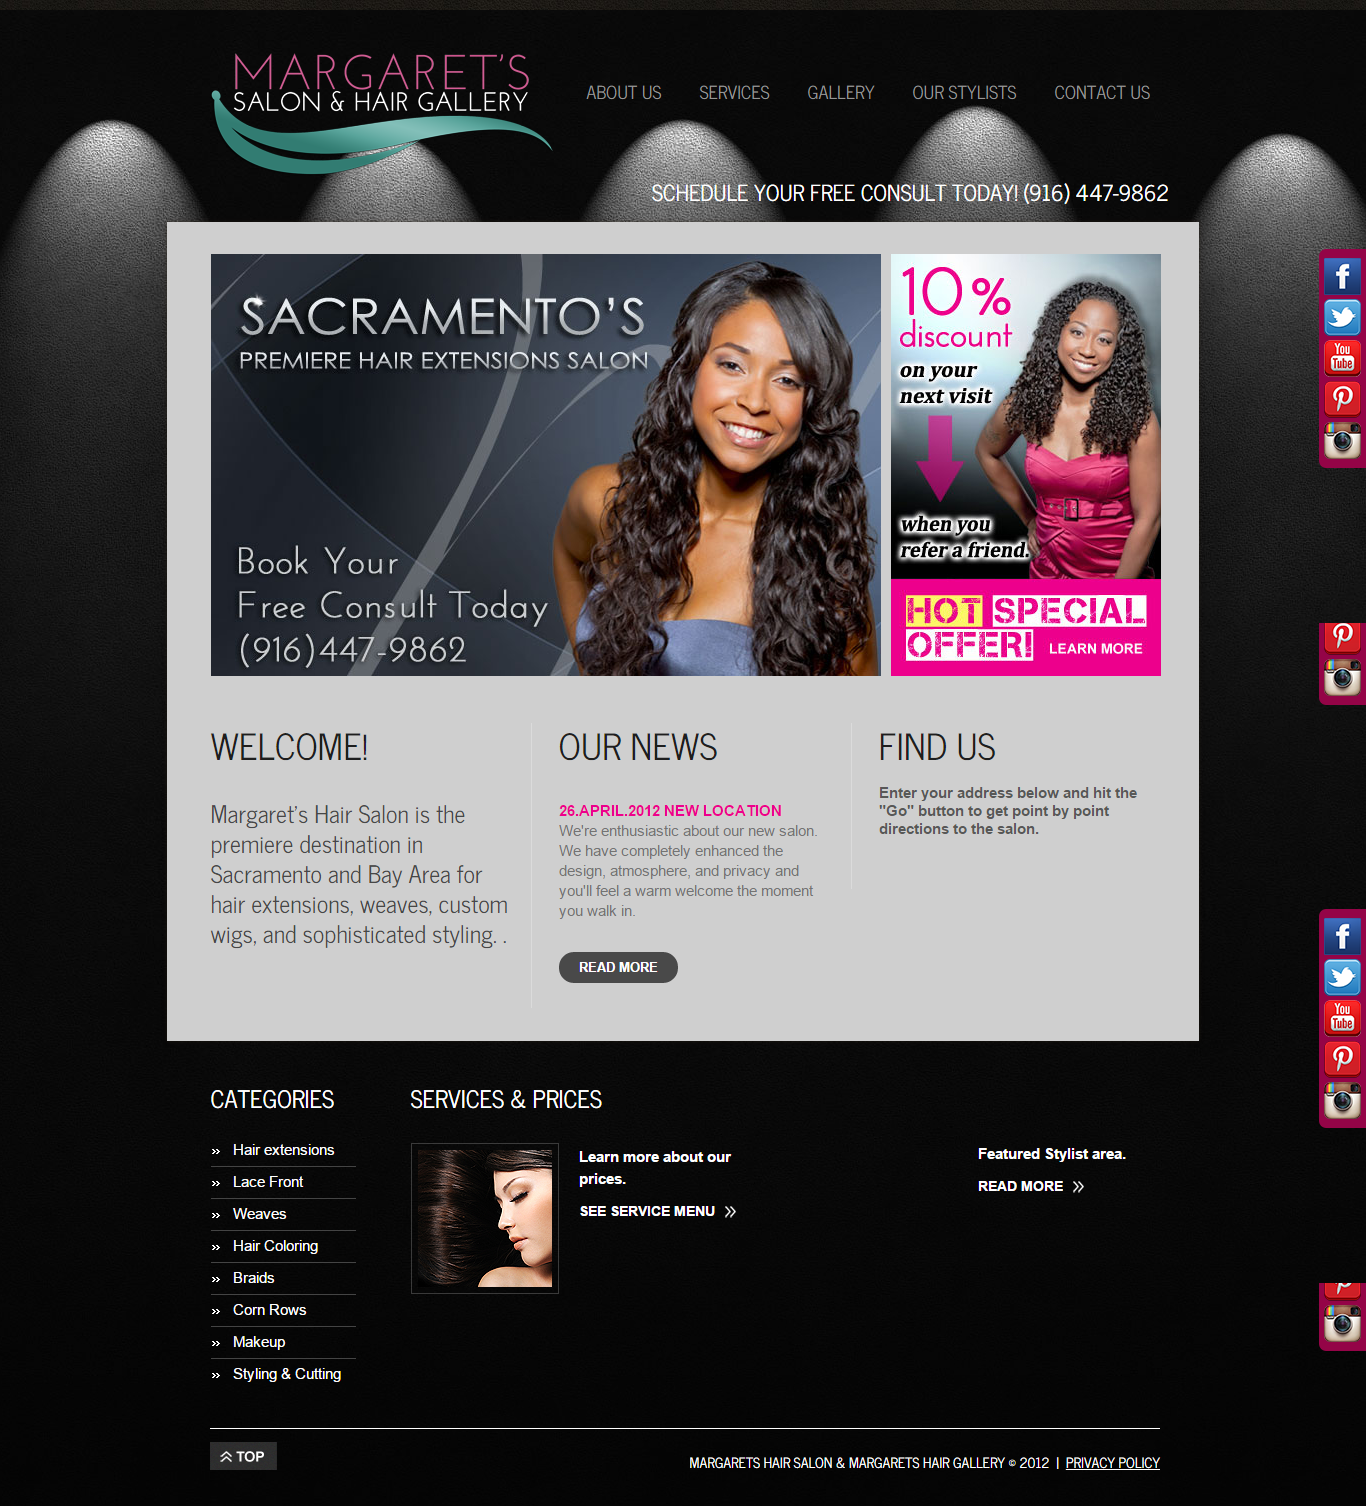 MARGARET'S
SALON & HAIR GALLERY
ABOUT US
SERVICES
GALLERY
OUR STYLISTS
CONTACT US
SCHEDULE YOUR FREE CONSULT TODAY! (916) 447-9862
SACRAMENTO'S
PREMIERE HAIR EXTENSIONS SALON
Book Your
Free Consult Today
(916)447-9862
10%
discount
on your
next visit
when you
refer a friend.
HOT SPECIAL
OFFER!
LEARN MORE
f
You
Tube
WELCOME!
Margaret's Hair Salon is the
premiere destination in
Sacramento and Bay Area for
hair extensions, weaves, custom
wigs, and sophisticated styling. .
OUR NEWS
26.APRIL.2012 NEW LOCATION
We're enthusiastic about our new salon.
We have completely enhanced the
design, atmosphere, and privacy and
you'll feel a warm welcome the moment
you walk in.
READ MORE
FIND US
Enter your address below and hit the
"Go" button to get point by point
directions to the salon.
f
You
Tube
CATEGORIES
Hair extensions
Lace Front
Weaves
Hair Coloring
Braids
Corn Rows
Makeup
Styling & Cutting
SERVICES & PRICES
Learn more about our
prices.
SEE SERVICE MENU
Featured Stylist area.
READ MORE
TOP
MARGARETS HAIR SALON & MARGARETS HAIR GALLERY © 2012 | PRIVACY POLICY